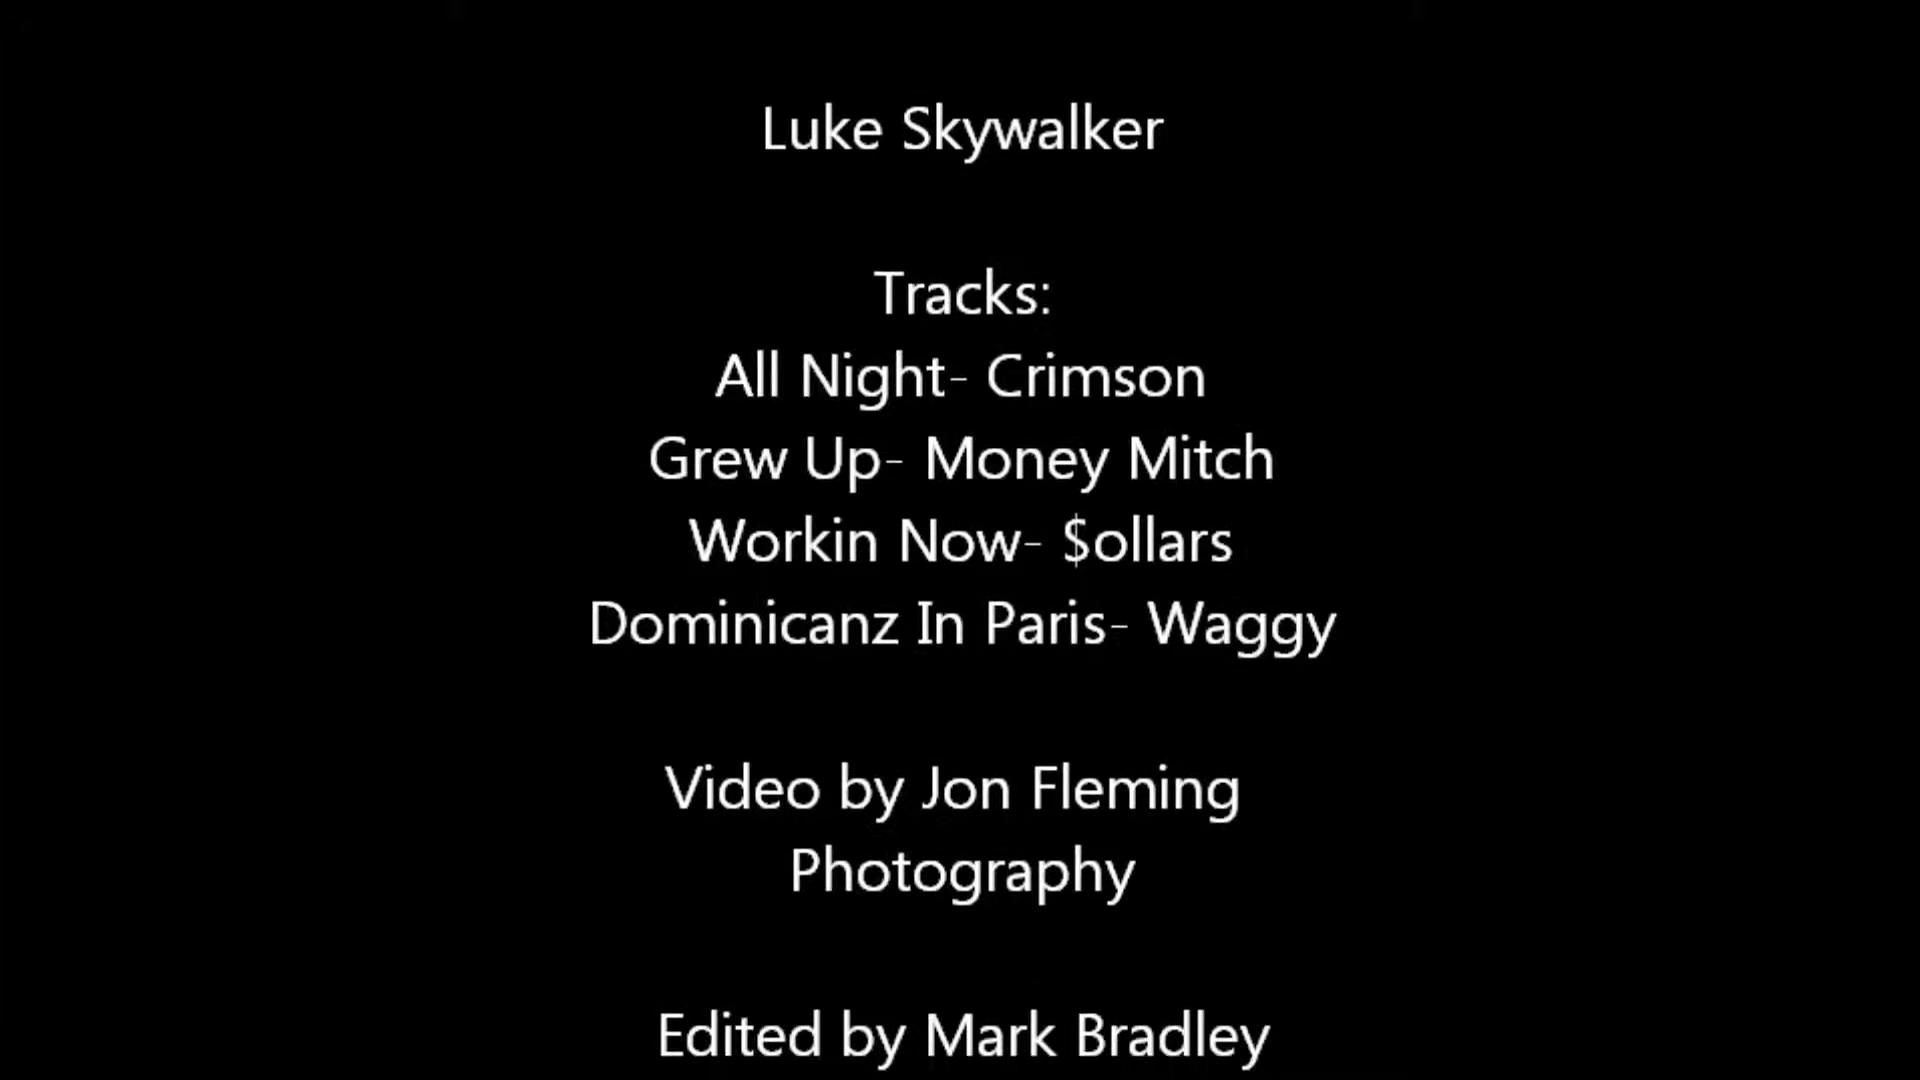 Luke Skywalker
Tracks:
All Night- Crimson
Grew Up- Money Mitch
Workin Now- $ollars
Dominicanz In Paris- Waggy
Video by Jon Fleming
Photography
Edited by Mark Bradley